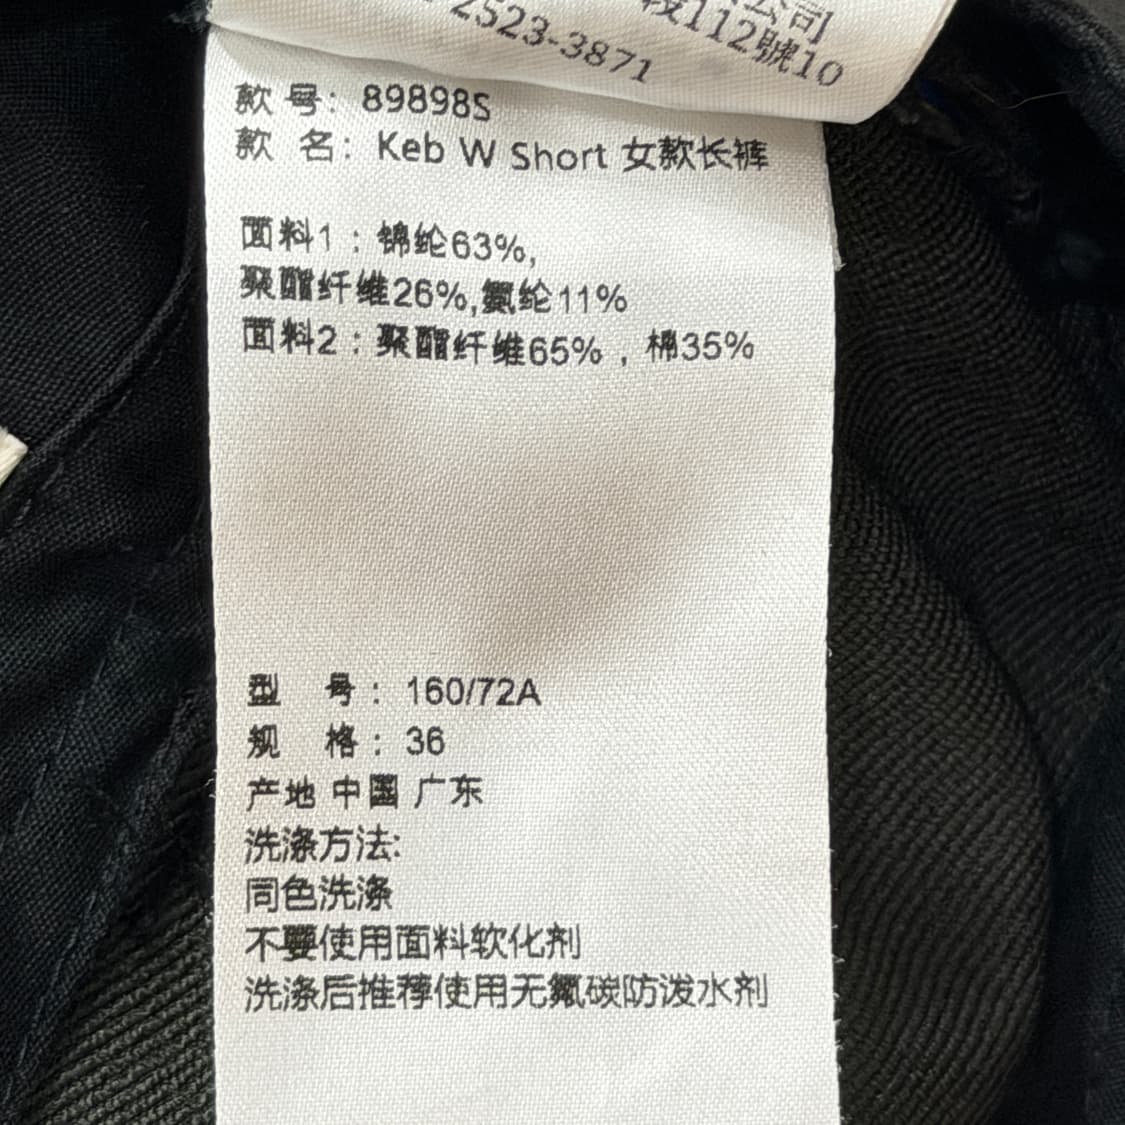 公司
段112號10
2523-3871
款 号： 89898S
款 名： Keb W Short 女款长裤
面料1：锦纶63%,
聚酯纤维26%,氨纶11%
面料2：聚酯纤维65%，棉35%
型 号： 160/72A
规 格： 36
产地 中国 广东
洗涤方法:
同色洗涤
不要使用面料软化剂
洗涤后推荐使用无氟碳防泼水剂